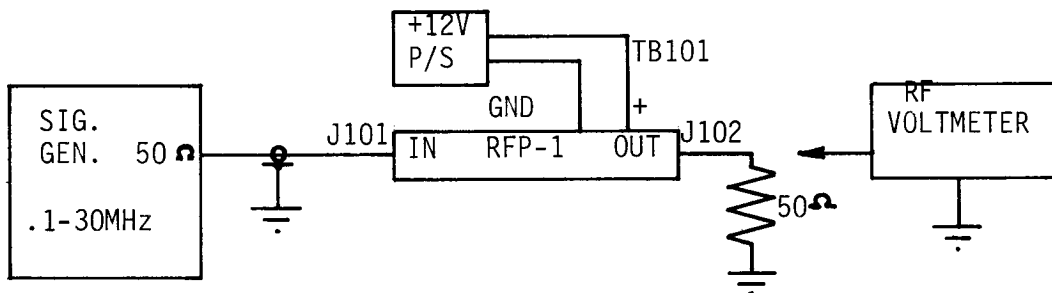 +12V
P/S
TB101
GND
+
SIG.
GEN. 50 Ω
.1-30MHz
J101
IN RFP-1 OUT
J102
50Ω
RF
VOLTMETER